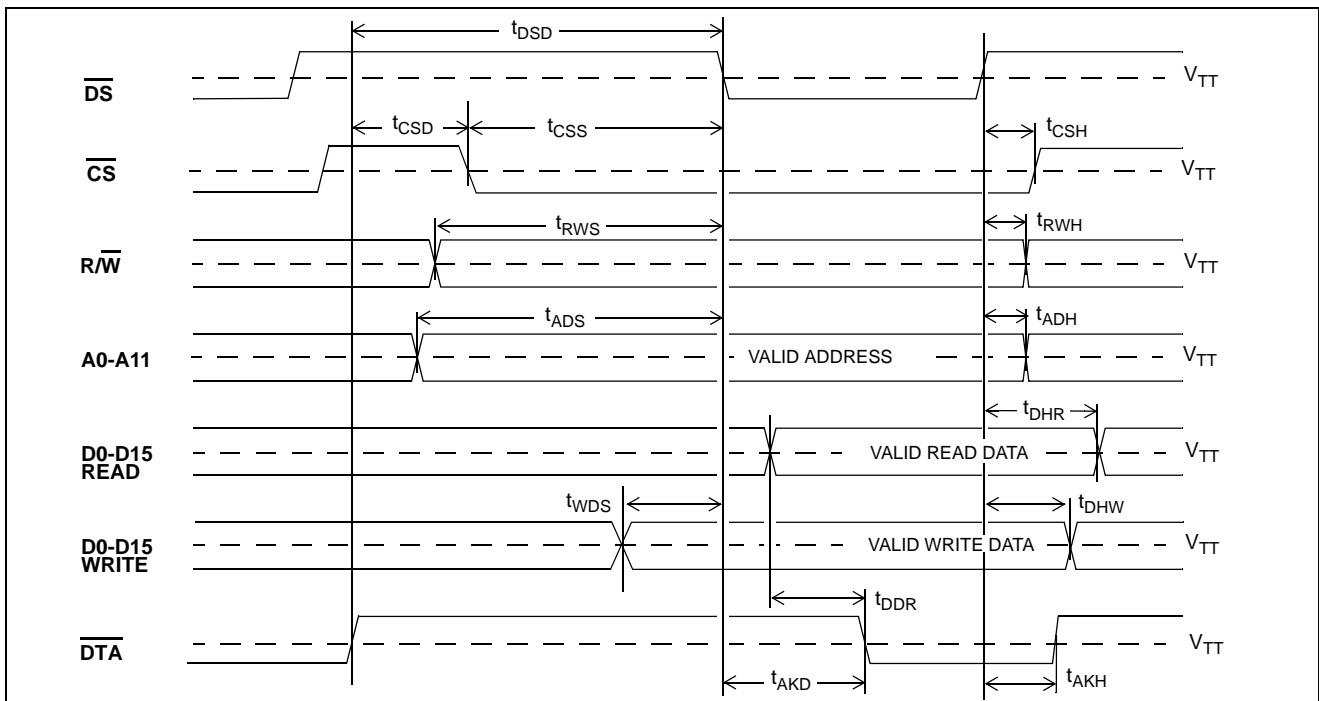 tDSD
DS
VTT
tCSD
tCSS
tCSH
CS
VTT
tRWS
tRWH
R/W
VTT
tADS
tADH
A0-A11
VALID ADDRESS
VTT
tDHR
D0-D15
READ
VALID READ DATA
VTT
tWDS
tDHW
D0-D15
WRITE
VALID WRITE DATA
VTT
tDDR
DTA
VTT
tAKD
tAKH